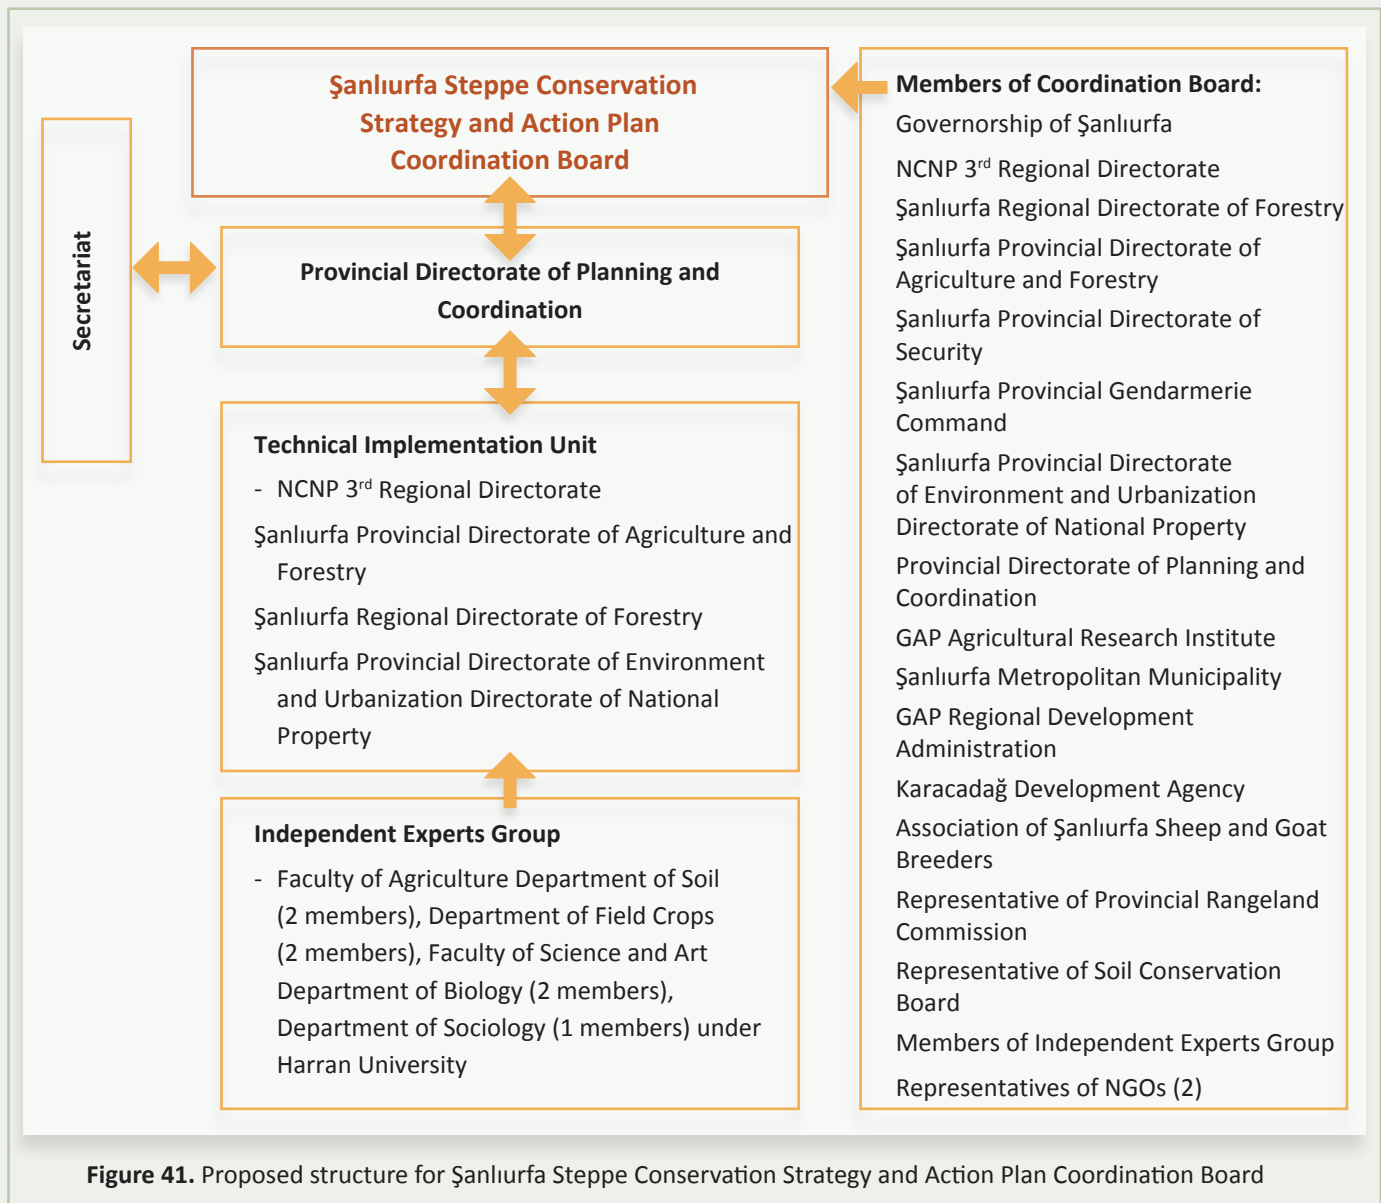 Şanlıurfa Steppe Conservation
Strategy and Action Plan
Coordination Board
Secretariat
Provincial Directorate of Planning and
Coordination
Technical Implementation Unit
- NCNP 3rd Regional Directorate
Şanlıurfa Provincial Directorate of Agriculture and
Forestry
Şanlıurfa Regional Directorate of Forestry
Şanlıurfa Provincial Directorate of Environment
and Urbanization Directorate of National
Property
Independent Experts Group
- Faculty of Agriculture Department of Soil
(2 members), Department of Field Crops
(2 members), Faculty of Science and Art
Department of Biology (2 members),
Department of Sociology (1 members) under
Harran University
Members of Coordination Board:
Governorship of Şanlıurfa
NCNP 3rd Regional Directorate
Şanlıurfa Regional Directorate of Forestry
Şanlıurfa Provincial Directorate of
Agriculture and Forestry
Şanlıurfa Provincial Directorate of
Security
Şanlıurfa Provincial Gendarmerie
Command
Şanlıurfa Provincial Directorate
of Environment and Urbanization
Directorate of National Property
Provincial Directorate of Planning and
Coordination
GAP Agricultural Research Institute
Şanlıurfa Metropolitan Municipality
GAP Regional Development
Administration
Karacadağ Development Agency
Association of Şanlıurfa Sheep and Goat
Breeders
Representative of Provincial Rangeland
Commission
Representative of Soil Conservation
Board
Members of Independent Experts Group
Representatives of NGOs (2)
Figure 41. Proposed structure for Şanlıurfa Steppe Conservation Strategy and Action Plan Coordination Board